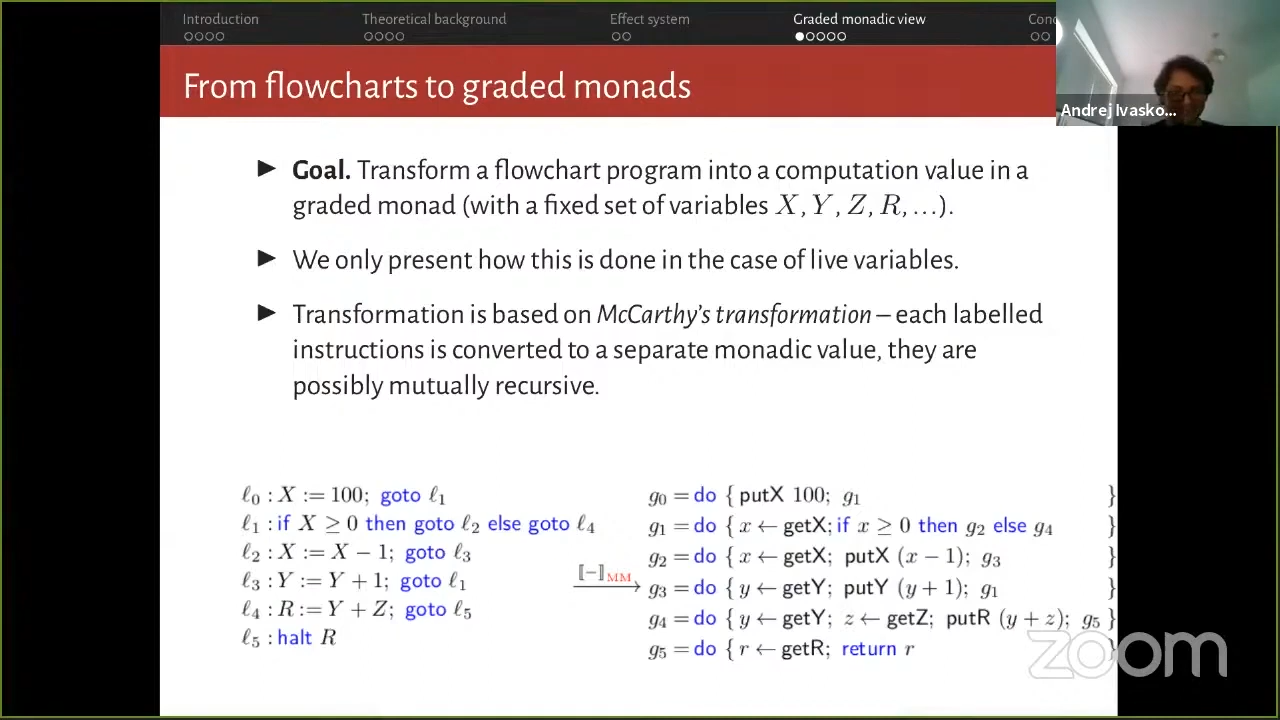 Introduction Theoretical background Effect system Graded monadic view Conc
From flowcharts to graded monads
Andrej Ivasko...
▶ Goal. Transform a flowchart program into a computation value in a
graded monad (with a fixed set of variables X, Y, Z, R, ...).
▶ We only present how this is done in the case of live variables.
▶ Transformation is based on McCarthy's transformation – each labelled
instructions is converted to a separate monadic value, they are
possibly mutually recursive.
ℓ0 : X := 100; goto ℓ1
ℓ1 : if X ≥ 0 then goto ℓ2 else goto ℓ4
ℓ2 : X := X − 1; goto ℓ3
ℓ3 : Y := Y + 1; goto ℓ1
ℓ4 : R := Y + Z; goto ℓ5
ℓ5 : halt R
⟦−⟧MM
g0 = do { putX 100; g1 }
g1 = do { x ← getX; if x ≥ 0 then g2 else g4 }
g2 = do { x ← getX; putX (x − 1); g3 }
g3 = do { y ← getY; putY (y + 1); g1 }
g4 = do { y ← getY; z ← getZ; putR (y + z); g5 }
g5 = do { r ← getR; return r }
zoom